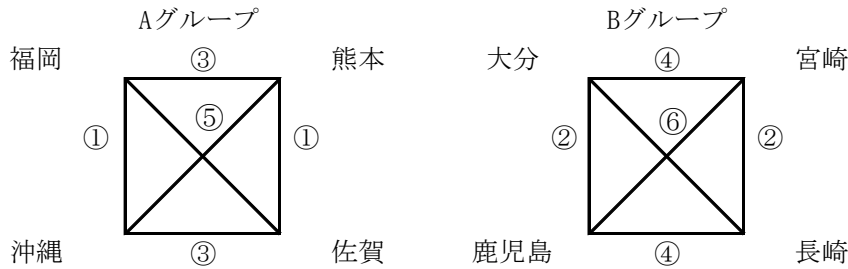 Aグループ Bグループ
福岡 ③ 熊本 大分 ④ 宮崎
⑤ ⑥
① ① ② ②
沖縄 ③ 佐賀 鹿児島 ④ 長崎